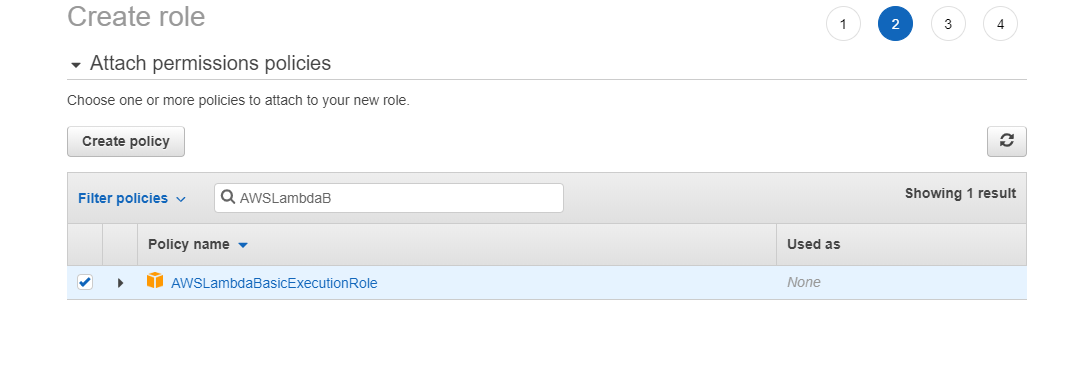 Create role
1 2 3 4
Attach permissions policies
Choose one or more policies to attach to your new role.
Create policy
Filter policies
AWSLambdaB
Showing 1 result
Policy name
Used as
AWSLambdaBasicExecutionRole
None